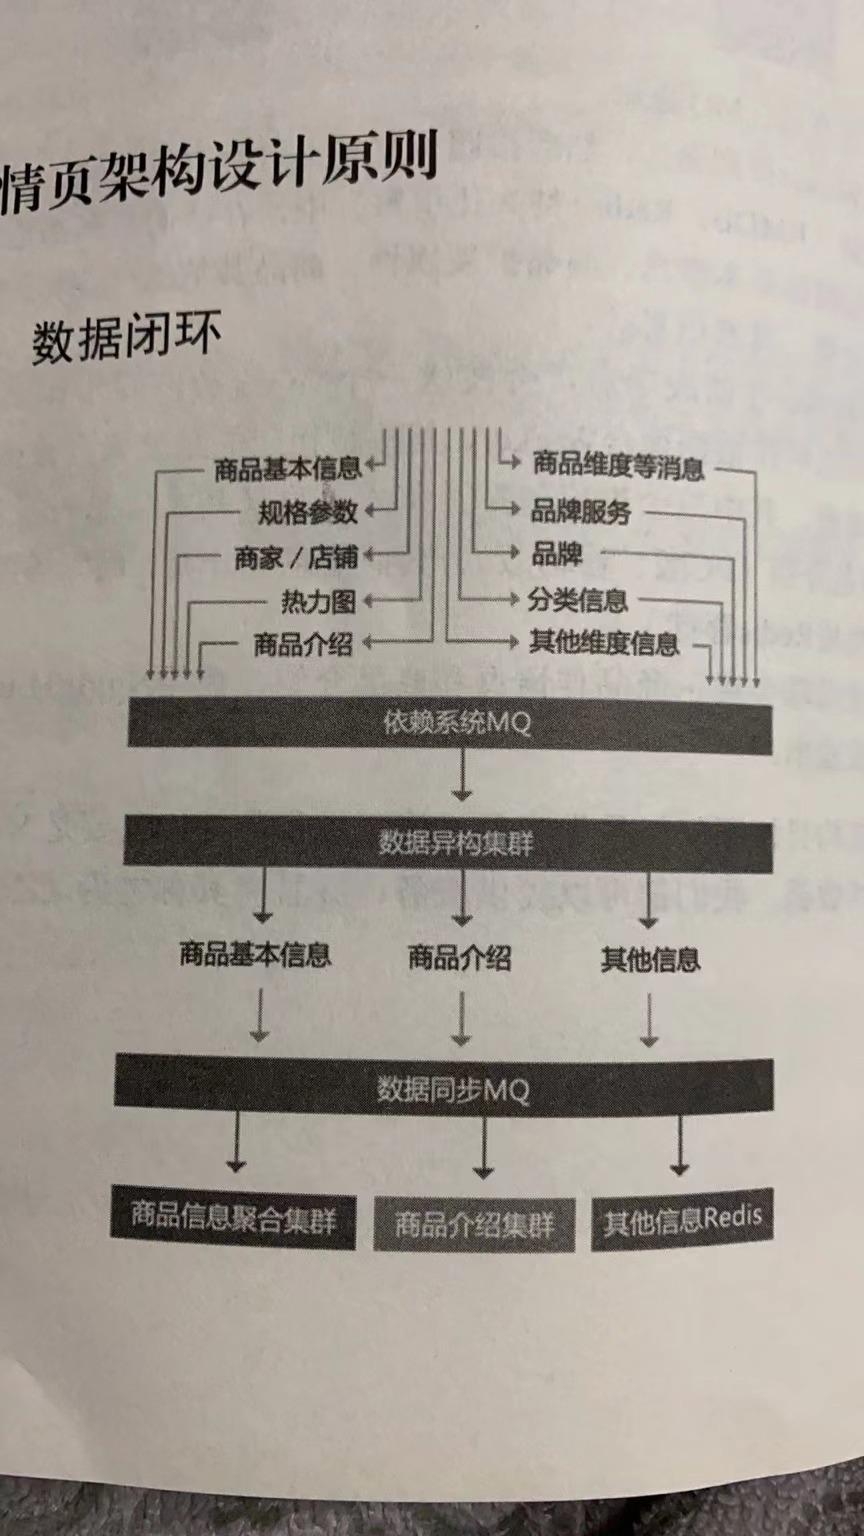 情页架构设计原则
数据闭环
商品基本信息 商品维度等消息
规格参数 品牌服务
商家/店铺 品牌
热力图 分类信息
商品介绍 其他维度信息
依赖系统MQ
数据异构集群
商品基本信息 商品介绍 其他信息
数据同步MQ
商品信息聚合集群 商品介绍集群 其他信息Redis